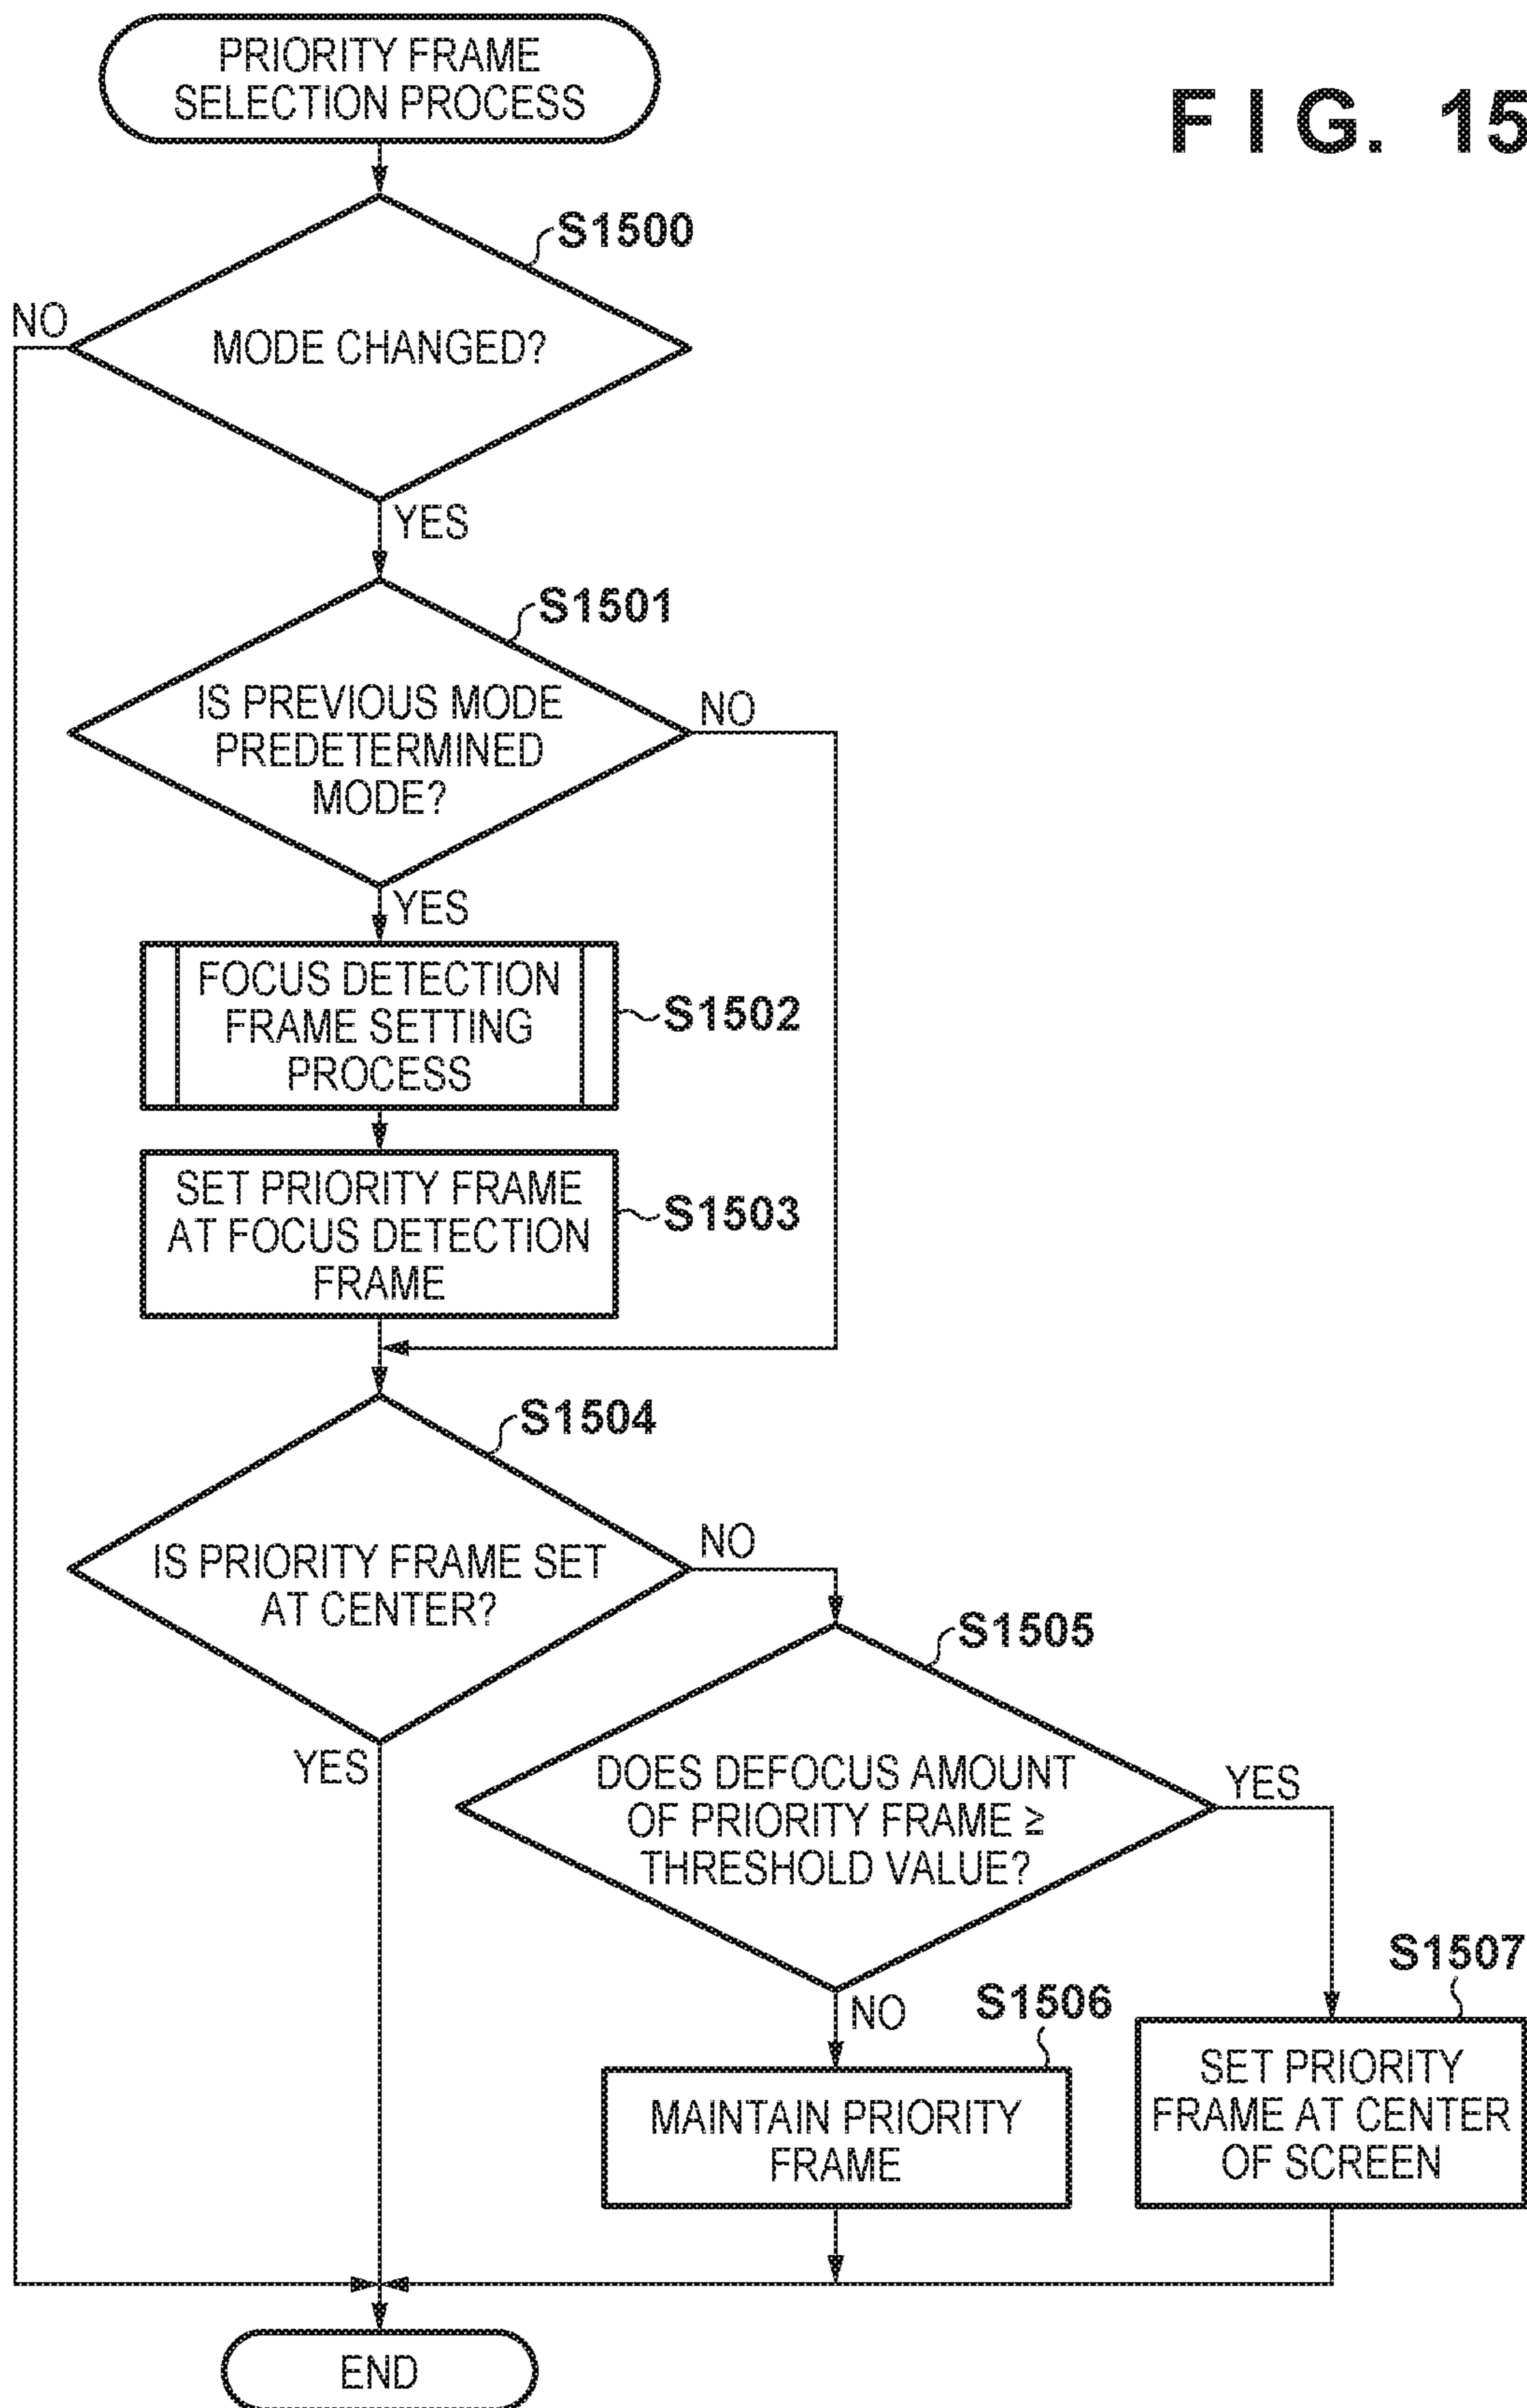 PRIORITY FRAME
SELECTION PROCESS
FIG. 15
S1500
NO
MODE CHANGED?
YES
S1501
IS PREVIOUS MODE
PREDETERMINED
MODE?
NO
YES
FOCUS DETECTION
FRAME SETTING
PROCESS
S1502
SET PRIORITY FRAME
AT FOCUS DETECTION
FRAME
S1503
S1504
IS PRIORITY FRAME SET
AT CENTER?
NO
YES
S1505
DOES DEFOCUS AMOUNT
OF PRIORITY FRAME ≥
THRESHOLD VALUE?
YES
NO
S1506
MAINTAIN PRIORITY
FRAME
S1507
SET PRIORITY
FRAME AT CENTER
OF SCREEN
END